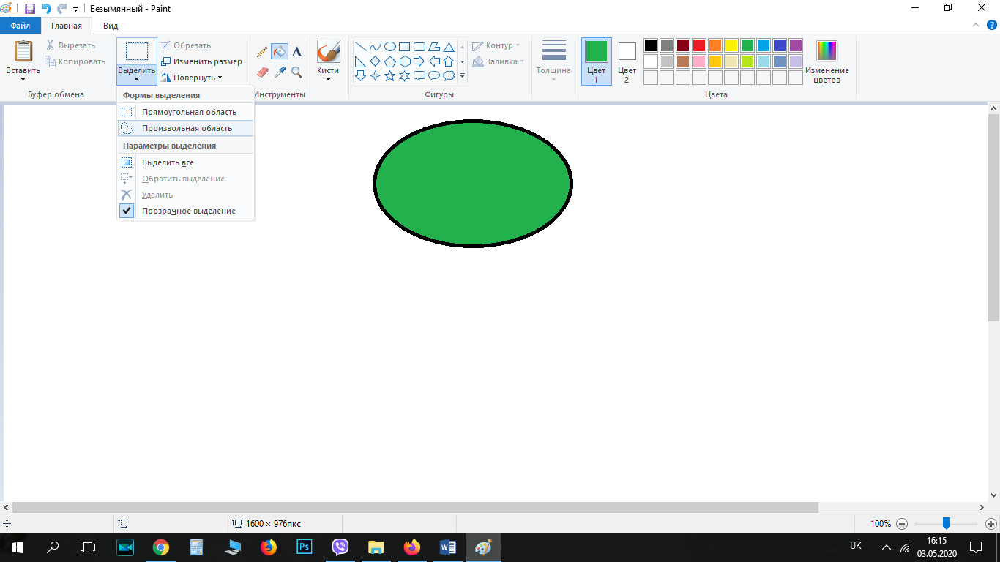 Безымянный - Paint
Файл Главная Вид
Вставить
Вырезать
Копировать
Буфер обмена
Выделить
Обрезать
Изменить размер
Повернуть
A
Инструменты
Кисти
Фигуры
Контур
Заливка
Толщина
Цвет
1
Цвет
2
Изменение
цветов
Цвета
Формы выделения
Прямоугольная область
Произвольная область
Параметры выделения
Выделить все
Обратить выделение
Удалить
Прозрачное выделение
1600 × 976пкс
100%
Ps
W
UK
16:15
03.05.2020